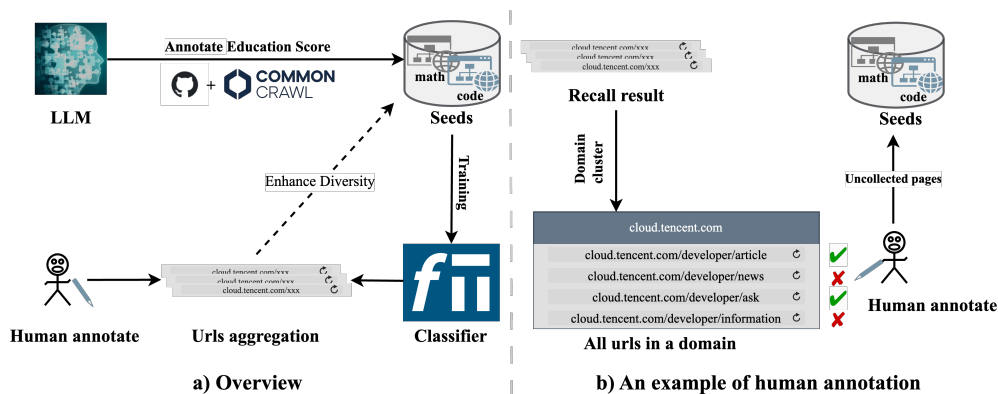 Annotate Education Score
+
COMMON
CRAWL
LLM
math
code
Seeds
Training
Enhance Diversity
cloud.tencent.com/xxx
cloud.tencent.com/xxx
cloud.tencent.com/xxx
Human annotate
Urls aggregation
Classifier
a) Overview
cloud.tencent.com/xxx
cloud.tencent.com/xxx
cloud.tencent.com/xxx
Recall result
math
code
Seeds
Domain
cluster
Uncollected pages
cloud.tencent.com
cloud.tencent.com/developer/article
cloud.tencent.com/developer/news
cloud.tencent.com/developer/ask
cloud.tencent.com/developer/information
Human annotate
All urls in a domain
b) An example of human annotation